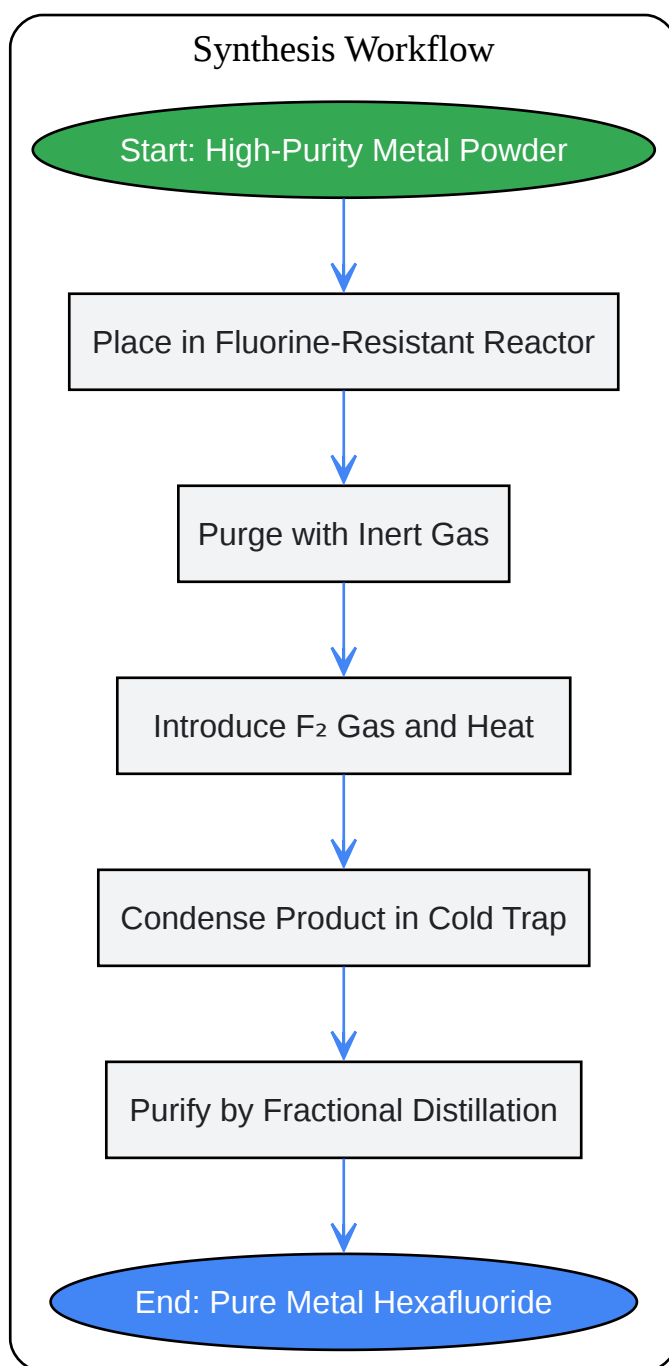 Synthesis Workflow
Start: High-Purity Metal Powder
Place in Fluorine-Resistant Reactor
Purge with Inert Gas
Introduce F₂ Gas and Heat
Condense Product in Cold Trap
Purify by Fractional Distillation
End: Pure Metal Hexafluoride